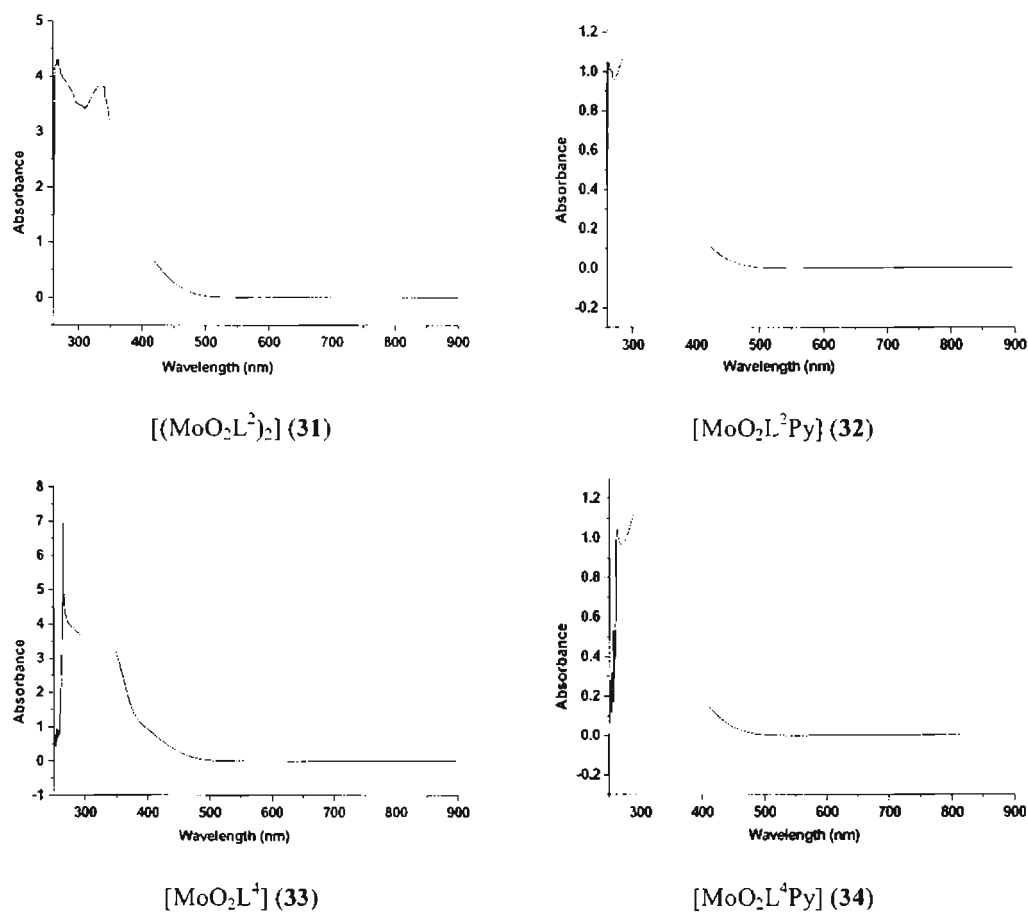 5
4
3
2
1
0
Absorbance
300 400 500 600 700 800 900
Wavelength (nm)
[(MoO₂L²)₂] (31)
1.2
1.0
0.8
0.6
0.4
0.2
0.0
-0.2
Absorbance
300 400 500 600 700 800 900
Wavelength (nm)
[MoO₂L²Py} (32)
8
7
6
5
4
3
2
1
0
-1
Absorbance
300 400 500 600 700 800 900
Wavelength (nm)
[MoO₂L⁴] (33)
1.2
1.0
0.8
0.6
0.4
0.2
0.0
-0.2
Absorbance
300 400 500 600 700 800 900
Wavelength (nm)
[MoO₂L⁴Py] (34)